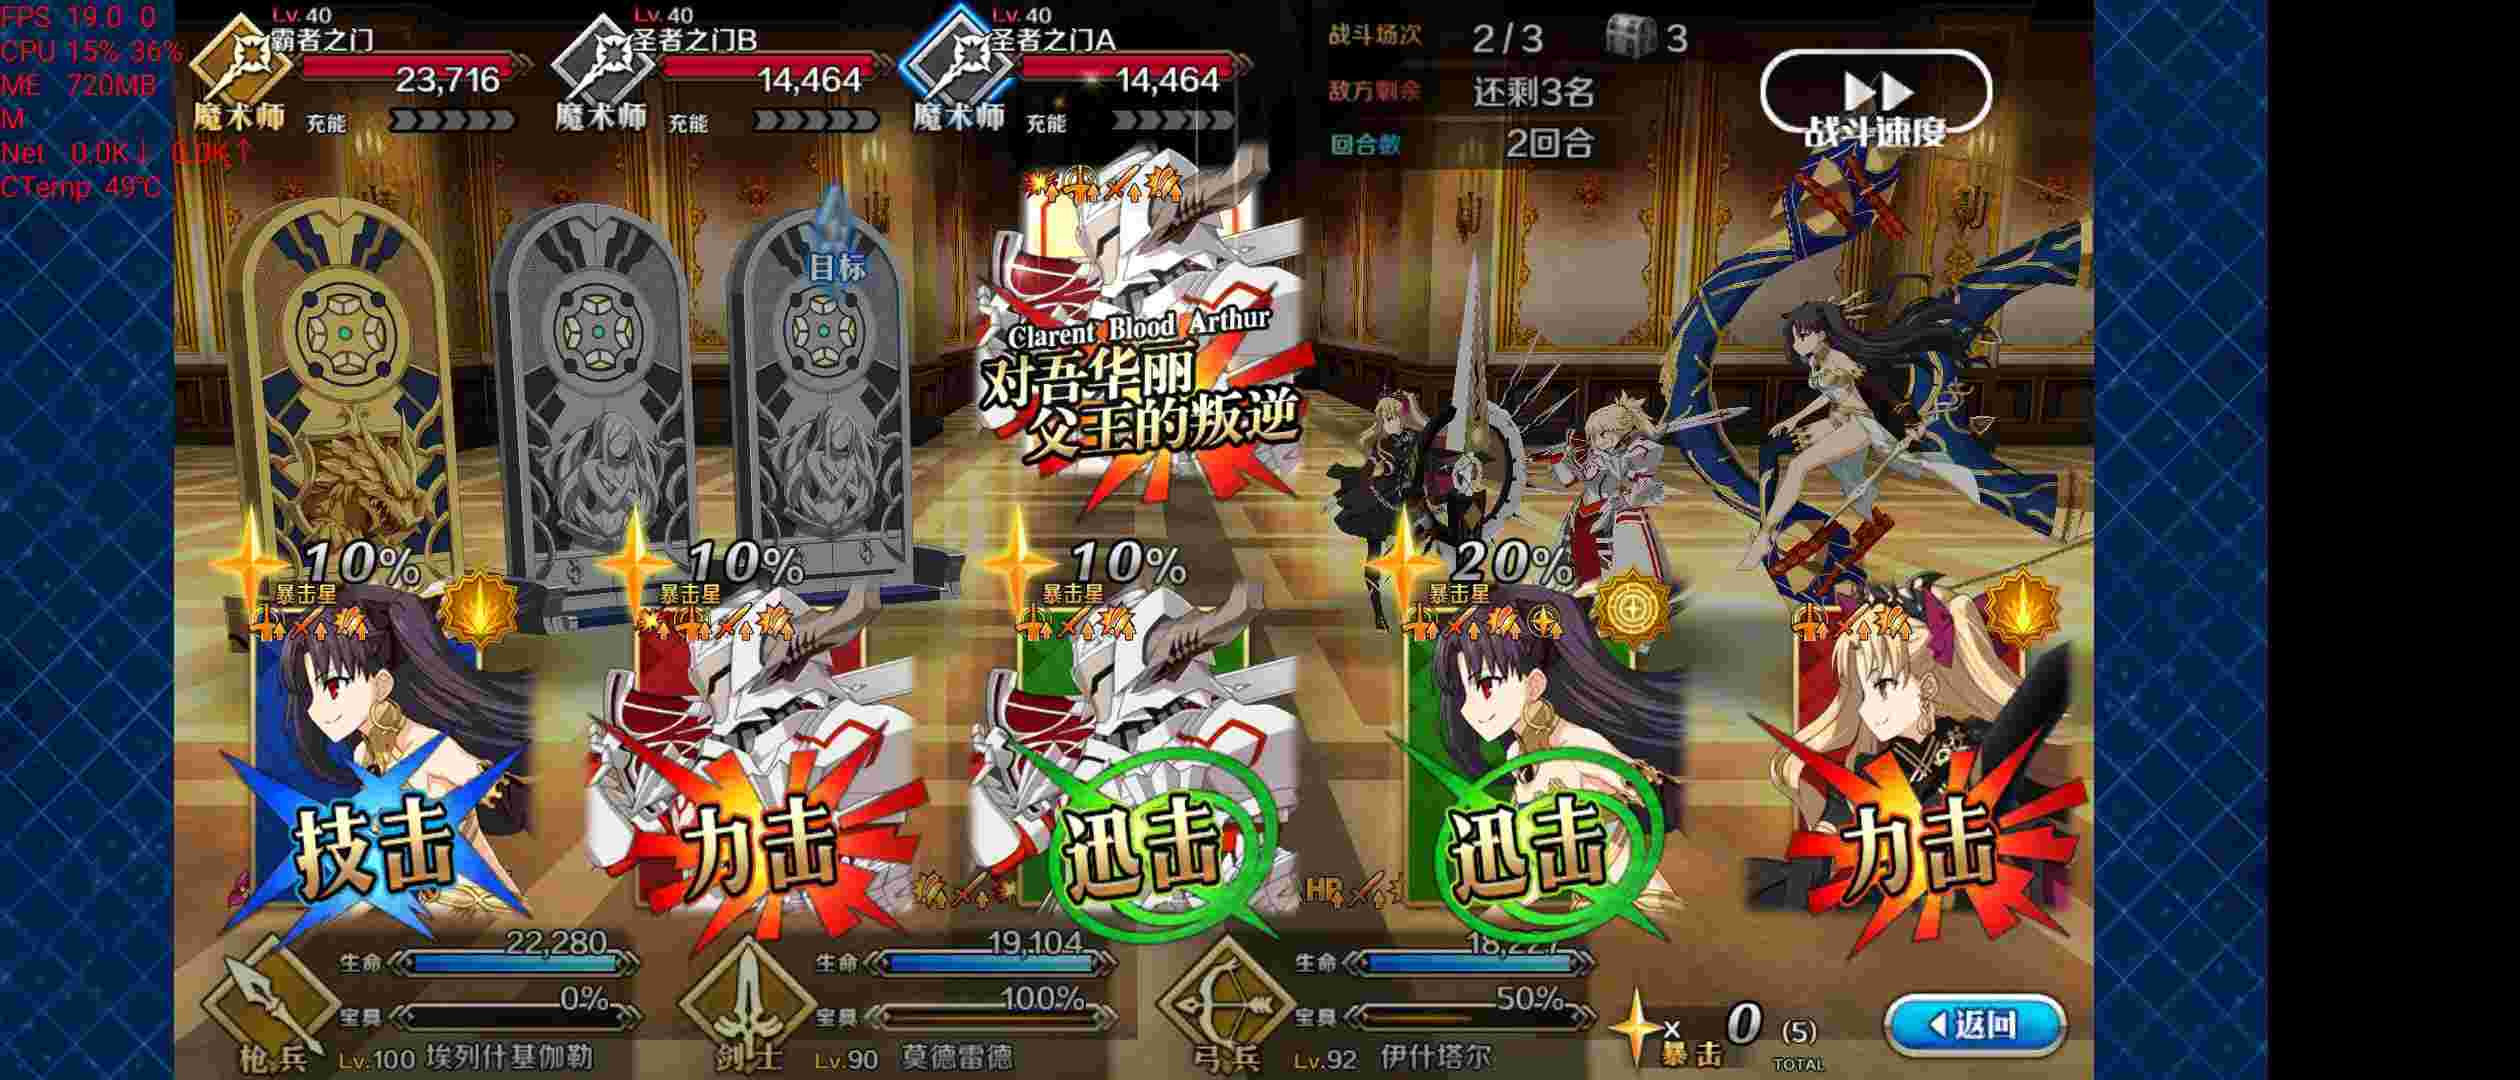 FPS 19.0 0
CPU 15% 36%
ME 720MB
M
Net 0.0K↓ 0.0K↑
CTemp 49℃
Lv.40
霸者之门
23,716
魔术师
充能
Lv.40
圣者之门B
14,464
魔术师
充能
Lv.40
圣者之门A
14,464
魔术师
充能
战斗场次 2/3 3
敌方剩余 还剩3名
回合数 2回合
战斗速度
目标
Clarent Blood Arthur
对吾华丽
父王的叛逆
10%
暴击星
技击
10%
暴击星
力击
10%
暴击星
迅击
20%
暴击星
迅击
力击
HP
生命 22,280
宝具 0%
枪兵 Lv.100 埃列什基伽勒
生命 19,104
宝具 100%
剑士 Lv.90 莫德雷德
生命 18,227
宝具 50%
弓兵 Lv.92 伊什塔尔
x 0 (5)
暴击 TOTAL
返回